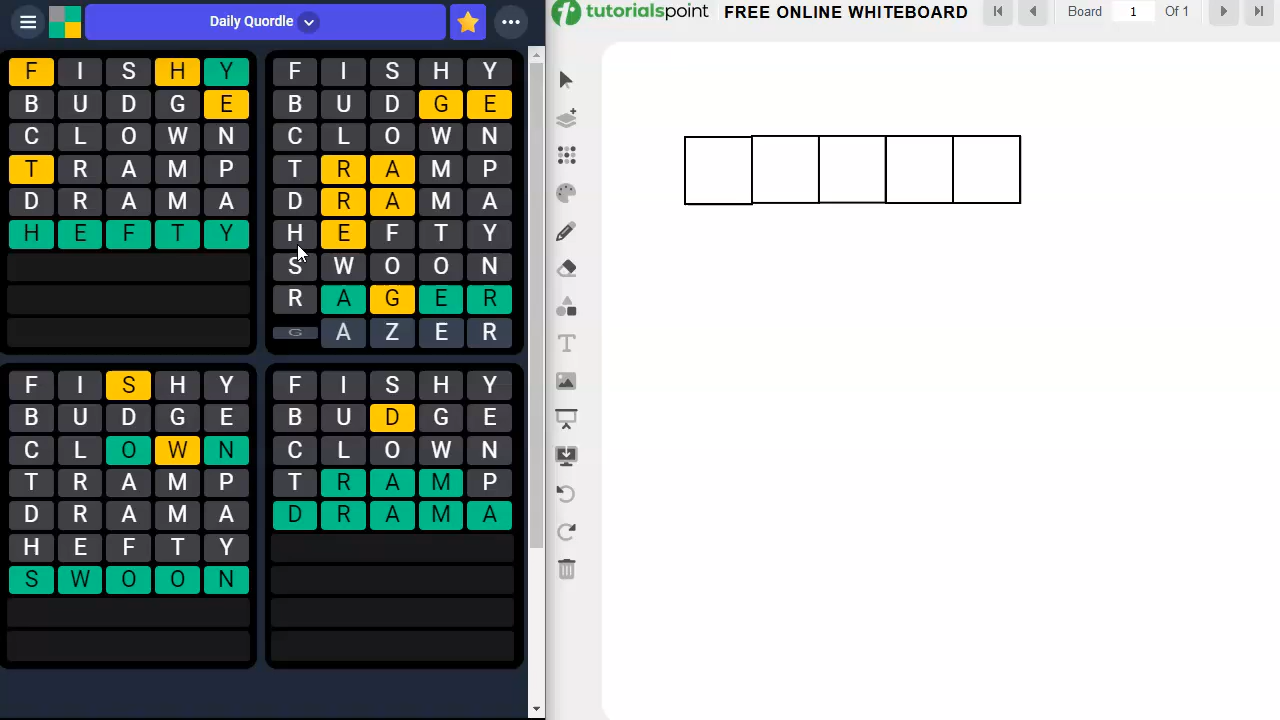 Daily Quordle
tutorialspoint FREE ONLINE WHITEBOARD
Board 1 Of 1
F I S H Y
B U D G E
C L O W N
T R A M P
D R A M A
H E F T Y
F I S H Y
B U D G E
C L O W N
T R A M P
D R A M A
H E F T Y
S W O O N
R A G E R
G A Z E R
F I S H Y
B U D G E
C L O W N
T R A M P
D R A M A
H E F T Y
S W O O N
F I S H Y
B U D G E
C L O W N
T R A M P
D R A M A
T